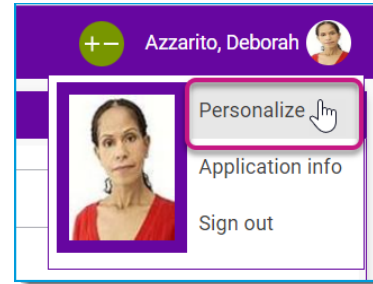 +− Azzarito, Deborah
Personalize
Application info
Sign out